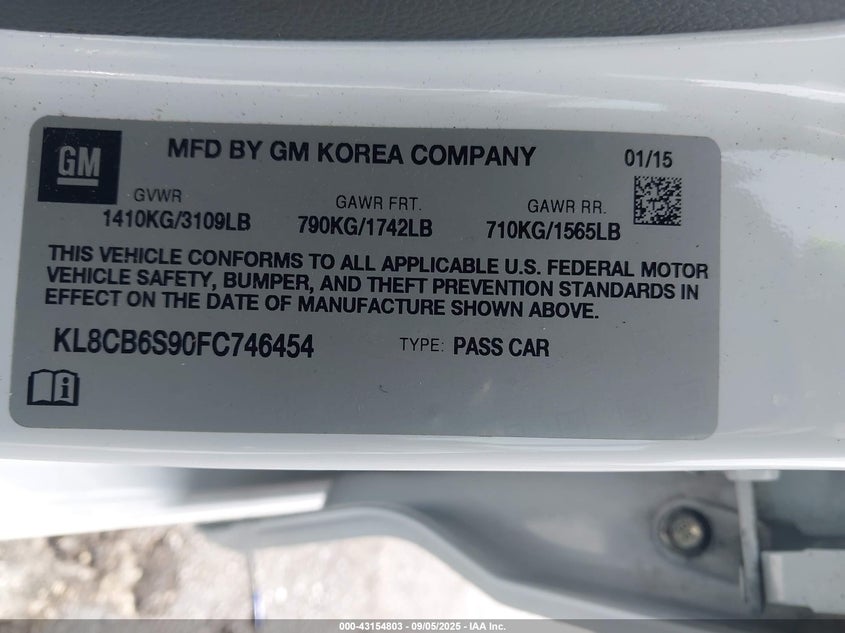 GM
MFD BY GM KOREA COMPANY
01/15
GVWR
1410KG/3109LB
GAWR FRT.
790KG/1742LB
GAWR RR.
710KG/1565LB
THIS VEHICLE CONFORMS TO ALL APPLICABLE U.S. FEDERAL MOTOR
VEHICLE SAFETY, BUMPER, AND THEFT PREVENTION STANDARDS IN
EFFECT ON THE DATE OF MANUFACTURE SHOWN ABOVE.
KL8CB6S90FC746454
TYPE: PASS CAR
000-43154803 - 09/05/2025 - IAA Inc.